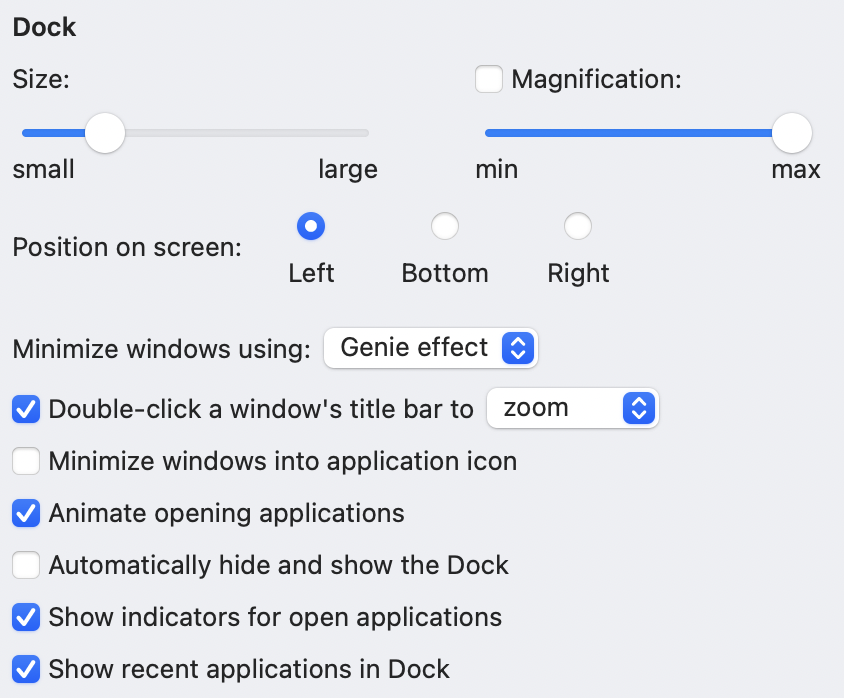 Dock
Size:
Magnification:
small
large
min
max
Position on screen:
Left
Bottom
Right
Minimize windows using:
Genie effect
Double-click a window's title bar to
zoom
Minimize windows into application icon
Animate opening applications
Automatically hide and show the Dock
Show indicators for open applications
Show recent applications in Dock